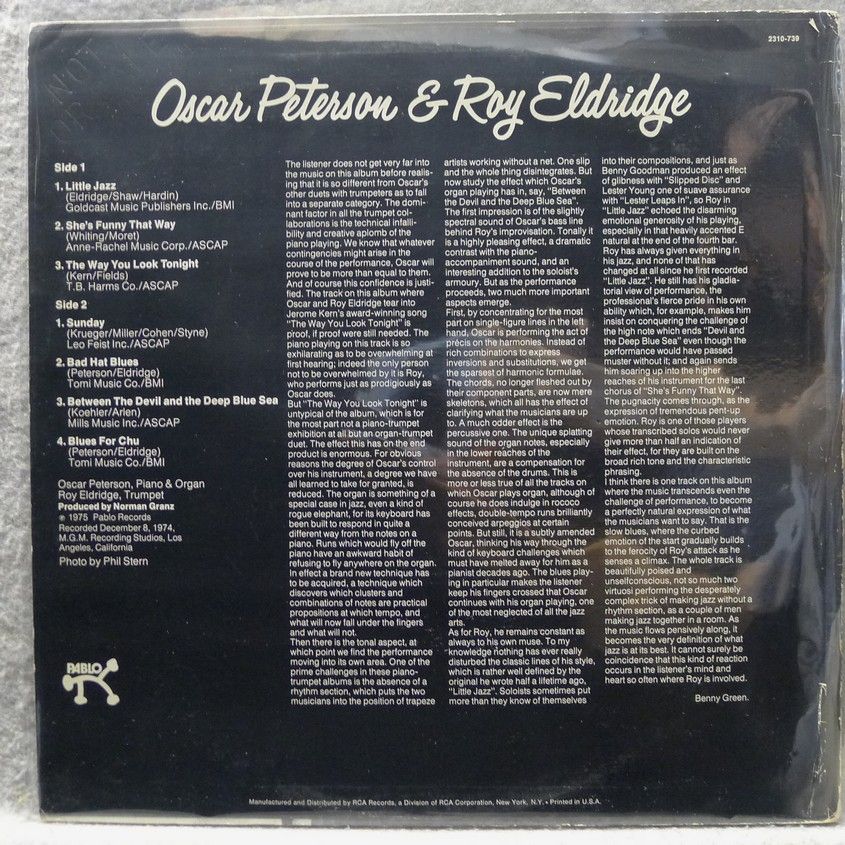 2310-739
Oscar Peterson & Roy Eldridge
Side 1
1. Little Jazz
(Eldridge/Shaw/Hardin)
Goldcast Music Publishers Inc./BMI
2. She's Funny That Way
(Whiting/Moret)
Anne-Rachel Music Corp./ASCAP
3. The Way You Look Tonight
(Kern/Fields)
T.B. Harms Co./ASCAP
Side 2
1. Sunday
(Krueger/Miller/Cohen/Styne)
Leo Feist Inc./ASCAP
2. Bad Hat Blues
(Peterson/Eldridge)
Tomi Music Co./BMI
3. Between The Devil and the Deep Blue Sea
(Koehler/Arlen)
Mills Music Inc./ASCAP
4. Blues For Chu
(Peterson/Eldridge)
Tomi Music Co./BMI
Oscar Peterson, Piano & Organ
Roy Eldridge, Trumpet
Produced by Norman Granz
℗ 1975 Pablo Records
Recorded December 8, 1974,
M.G.M. Recording Studios, Los
Angeles, California
Photo by Phil Stern
PABLO
The listener does not get very far into
the music on this album before realis-
ing that it is so different from Oscar's
other duets with trumpeters as to fall
into a separate category. The domi-
nant factor in all the trumpet col-
laborations is the technical infalli-
bility and creative aplomb of the
piano playing. We know that whatever
contingencies might arise in the
course of the performance, Oscar will
prove to be more than equal to them.
And of course this confidence is justi-
fied. The track on this album where
Oscar and Roy Eldridge tear into
Jerome Kern's award-winning song
"The Way You Look Tonight" is
proof, if proof were still needed. The
piano playing on this track is so
exhilarating as to be overwhelming at
first hearing; indeed the only person
not to be overwhelmed by it is Roy,
who performs just as prodigiously as
Oscar does.
But "The Way You Look Tonight" is
untypical of the album, which is for
the most part not a piano-trumpet
exhibition at all but an organ-trumpet
duet. The effect this has on the end
product is enormous. For obvious
reasons the degree of Oscar's control
over his instrument, a degree we have
all learned to take for granted, is
reduced. The organ is something of a
special case in jazz, even a kind of
rogue elephant, for its keyboard has
been built to respond in quite a
different way from the notes on a
piano. Runs which would fly off the
piano have an awkward habit of
refusing to fly anywhere on the organ.
In effect a brand new technique has
to be acquired, a technique which
discovers which clusters and
combinations of notes are practical
propositions at which tempo, and
what will now fall under the fingers
and what will not.
Then there is the tonal aspect, at
which point we find the performance
moving into its own area. One of the
prime challenges in these piano-
trumpet albums is the absence of a
rhythm section, which puts the two
musicians into the position of trapeze
artists working without a net. One slip
and the whole thing disintegrates. But
now study the effect which Oscar's
organ playing has in, say, "Between
the Devil and the Deep Blue Sea".
The first impression is of the slightly
spectral sound of Oscar's bass line
behind Roy's improvisation. Tonally it
is a highly pleasing effect, a dramatic
contrast with the piano-
accompaniment sound, and an
interesting addition to the soloist's
armoury. But as the performance
proceeds, two much more important
aspects emerge.
First, by concentrating for the most
part on single-figure lines in the left
hand, Oscar is performing the act of
précis on the harmonies. Instead of
rich combinations to express
inversions and substitutions, we get
the sparsest of harmonic formulae.
The chords, no longer fleshed out by
their component parts, are now mere
skeletons, which all has the effect of
clarifying what the musicians are up
to. A much odder effect is the
percussive one. The unique splatting
sound of the organ notes, especially
in the lower reaches of the
instrument, are a compensation for
the absence of the drums. This is
more or less true of all the tracks on
which Oscar plays organ, although of
course he does indulge in rococo
effects, double-tempo runs brilliantly
conceived arpeggios at certain
points. But still, it is a subtly amended
Oscar, thinking his way through the
kind of keyboard challenges which
must have melted away for him as a
pianist decades ago. The blues play-
ing in particular makes the listener
keep his fingers crossed that Oscar
continues with his organ playing, one
of the most neglected of all the jazz
arts.
As for Roy, he remains constant as
always to his own muse. To my
knowledge nothing has ever really
disturbed the classic lines of his style,
which is rather well defined by the
original he wrote half a lifetime ago,
"Little Jazz". Soloists sometimes put
more than they know of themselves
into their compositions, and just as
Benny Goodman produced an effect
of glibness with "Slipped Disc" and
Lester Young one of suave assurance
with "Lester Leaps In", so Roy in
"Little Jazz" echoed the disarming
emotional generosity of his playing,
especially in that heavily accented E
natural at the end of the fourth bar.
Roy has always given everything in
his jazz, and none of that has
changed at all since he first recorded
"Little Jazz". He still has his gladia-
torial view of performance, the
professional's fierce pride in his own
ability which, for example, makes him
insist on conquering the challenge of
the high note which ends "Devil and
the Deep Blue Sea" even though the
performance would have passed
muster without it; and again sends
him soaring up into the higher
reaches of his instrument for the last
chorus of "She's Funny That Way".
The pugnacity comes through, as the
expression of tremendous pent-up
emotion. Roy is one of those players
whose transcribed solos would never
give more than half an indication of
their effect, for they are built on the
broad rich tone and the characteristic
phrasing.
I think there is one track on this album
where the music transcends even the
challenge of performance, to become
a perfectly natural expression of what
the musicians want to say. That is the
slow blues, where the curbed
emotion of the start gradually builds
to the ferocity of Roy's attack as he
senses a climax. The whole track is
beautifully poised and
unselfconscious, not so much two
virtuosi performing the desperately
complex trick of making jazz without a
rhythm section, as a couple of men
making jazz together in a room. As
the music flows pensively along, it
becomes the very definition of what
jazz is at its best. It cannot surely be
coincidence that this kind of reaction
occurs in the listener's mind and
heart so often where Roy is involved.
Benny Green.
Manufactured and Distributed by RCA Records, a Division of RCA Corporation, New York, N.Y. • Printed in U.S.A.